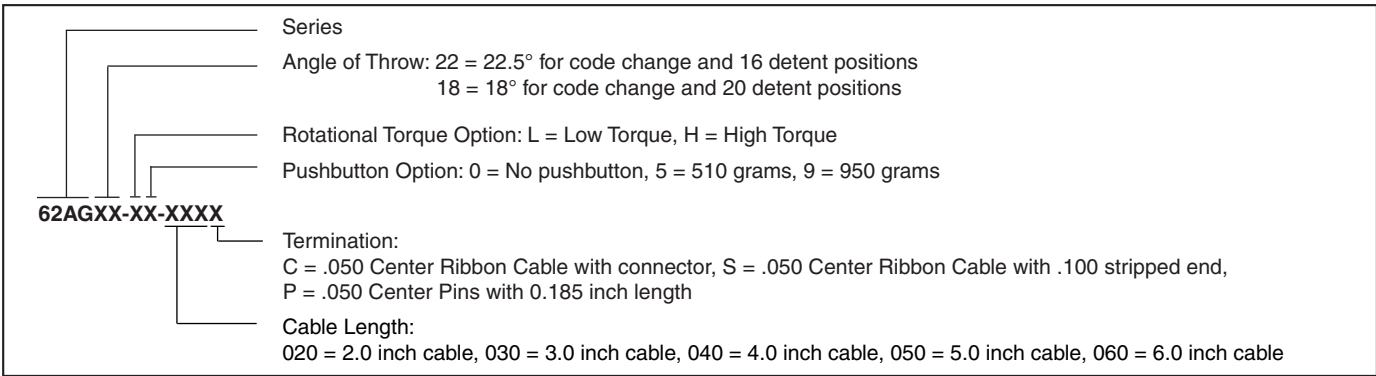 Series
Angle of Throw: 22 = 22.5° for code change and 16 detent positions
18 = 18° for code change and 20 detent positions
Rotational Torque Option: L = Low Torque, H = High Torque
Pushbutton Option: 0 = No pushbutton, 5 = 510 grams, 9 = 950 grams
62AGXX-XX-XXXX
Termination:
C = .050 Center Ribbon Cable with connector, S = .050 Center Ribbon Cable with .100 stripped end,
P = .050 Center Pins with 0.185 inch length
Cable Length:
020 = 2.0 inch cable, 030 = 3.0 inch cable, 040 = 4.0 inch cable, 050 = 5.0 inch cable, 060 = 6.0 inch cable